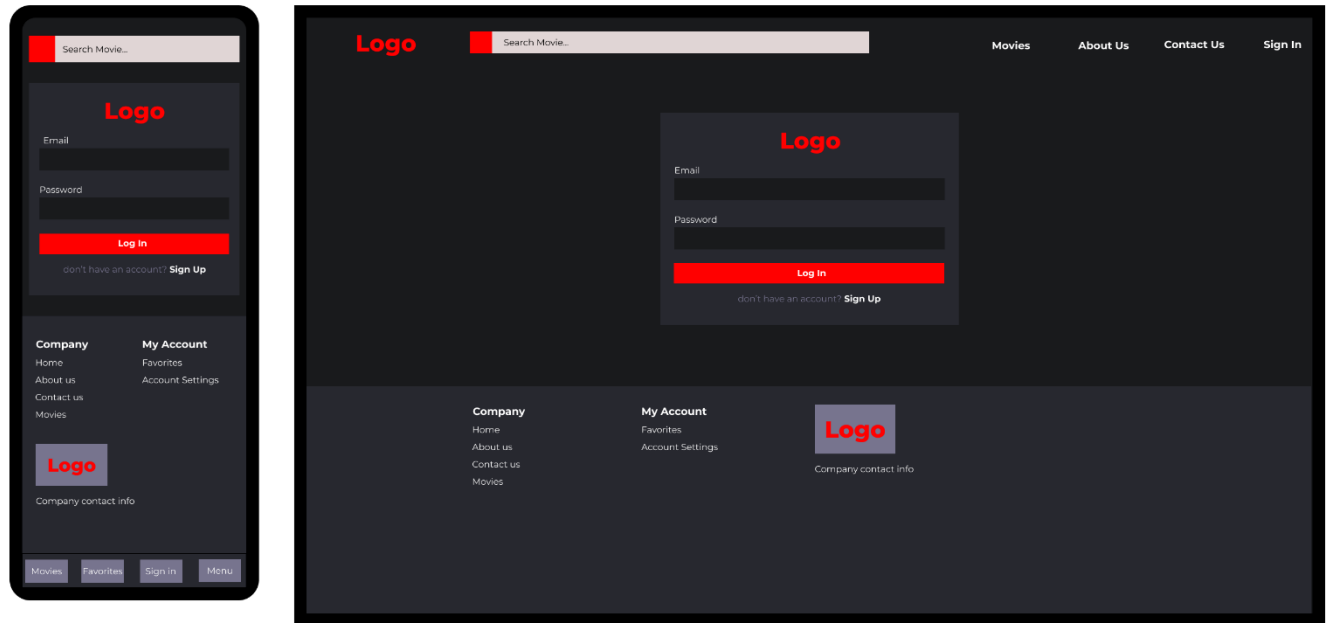 Search Movie...
Logo
Email
Password
Log In
don't have an account? Sign Up
Company
Home
About us
Contact us
Movies
My Account
Favorites
Account Settings
Logo
Company contact info
Movies
Favorites
Sign in
Menu
Logo
Search Movie...
Movies
About Us
Contact Us
Sign In
Logo
Email
Password
Log In
don't have an account? Sign Up
Company
Home
About us
Contact us
Movies
My Account
Favorites
Account Settings
Logo
Company contact info